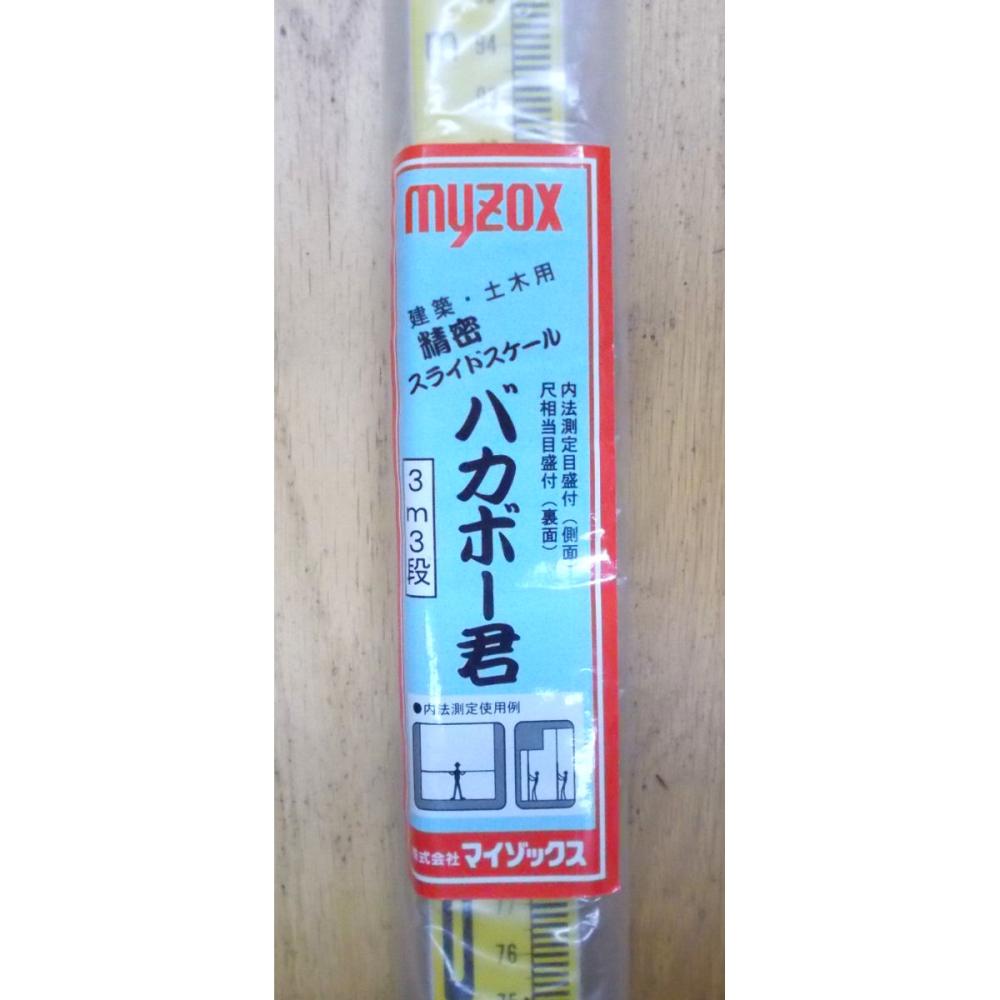 m
94
myzox
建築・土木用
精密
スライドスケール
バカボー君
内法測定目盛付(側面)
尺相当目盛付(裏面)
3m3段
●内法測定使用例
株式会社マイゾックス
77
76
75